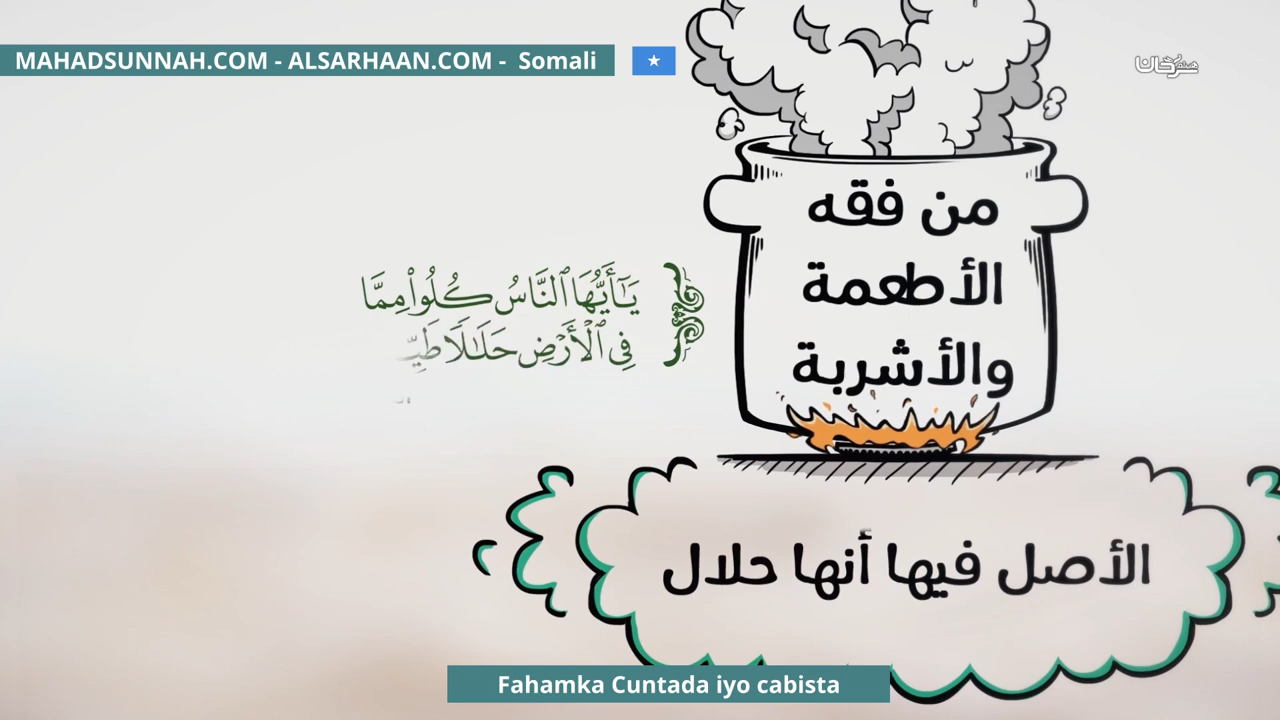 MAHADSUNNAH.COM - ALSARHAAN.COM - Somali
من فقه
الأطعمة
والأشربة
يَٰٓأَيُّهَا ٱلنَّاسُ كُلُوا۟ مِمَّا
فِى ٱلْأَرْضِ حَلَٰلًا
الأصل فيها أنها حلال
Fahamka Cuntada iyo cabista